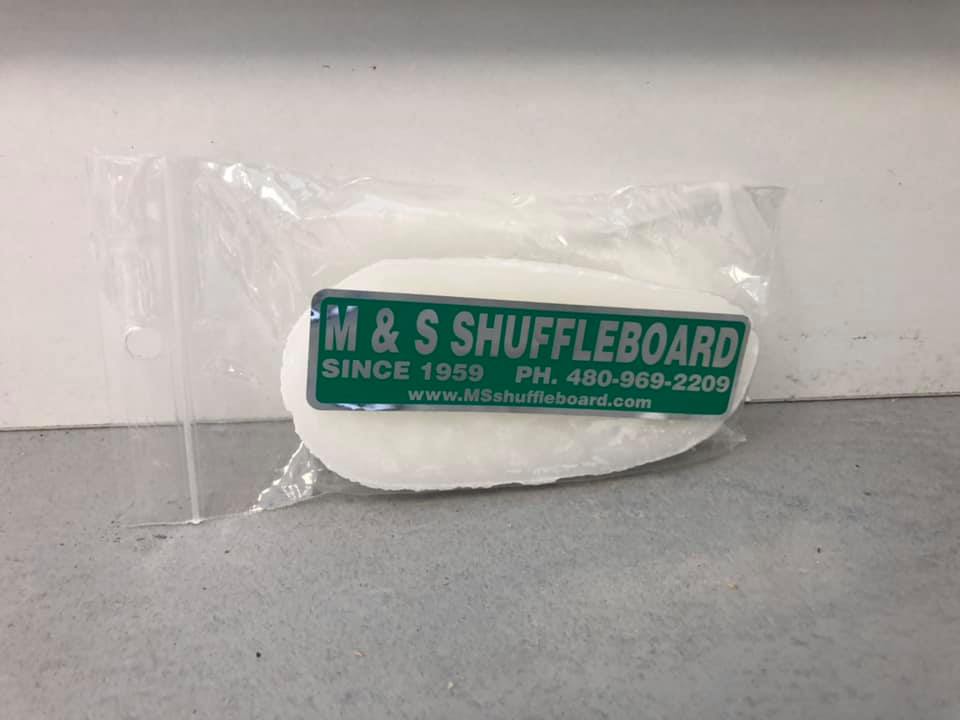 M & S SHUFFLEBOARD
SINCE 1959 PH. 480-969-2209
www.MSshuffleboard.com